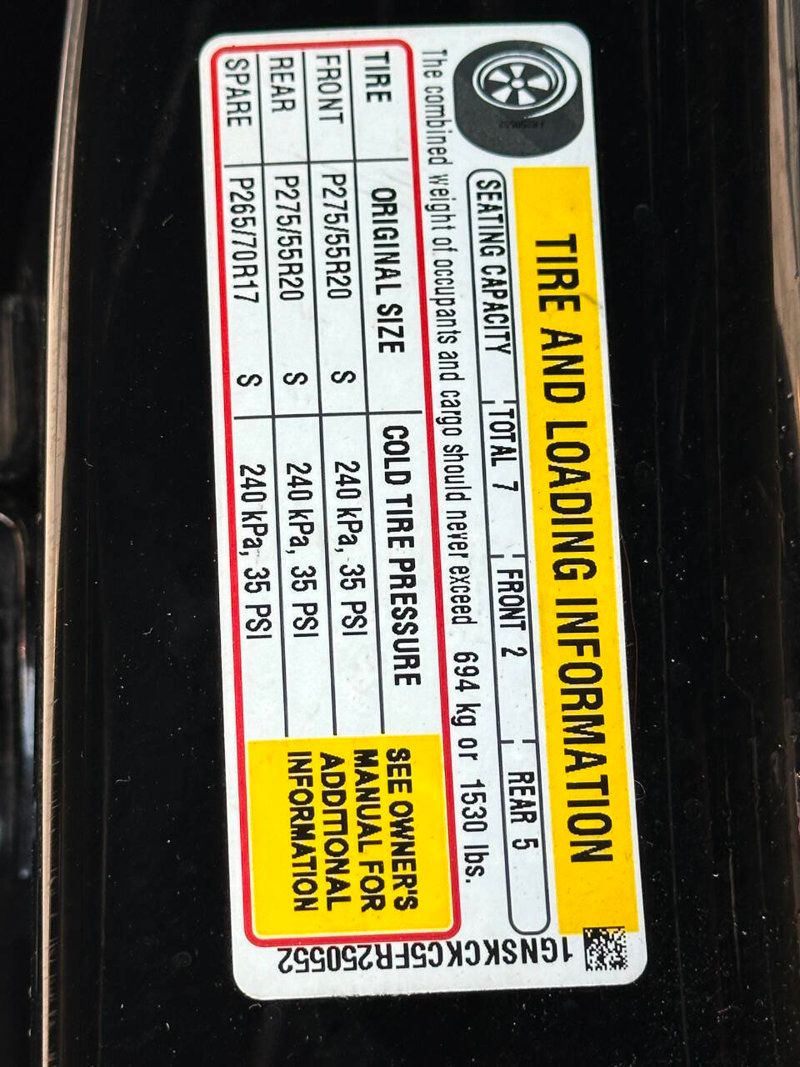 TIRE AND LOADING INFORMATION
SEATING CAPACITY TOTAL 7 FRONT 2 REAR 5
The combined weight of occupants and cargo should never exceed 694 kg or 1530 lbs.
TIRE ORIGINAL SIZE COLD TIRE PRESSURE
FRONT P275/55R20 S 240 kPa, 35 PSI
REAR P275/55R20 S 240 kPa, 35 PSI
SPARE P265/70R17 S 240 kPa, 35 PSI
SEE OWNER'S
MANUAL FOR
ADDITIONAL
INFORMATION
1GNSKCKC5FR250552